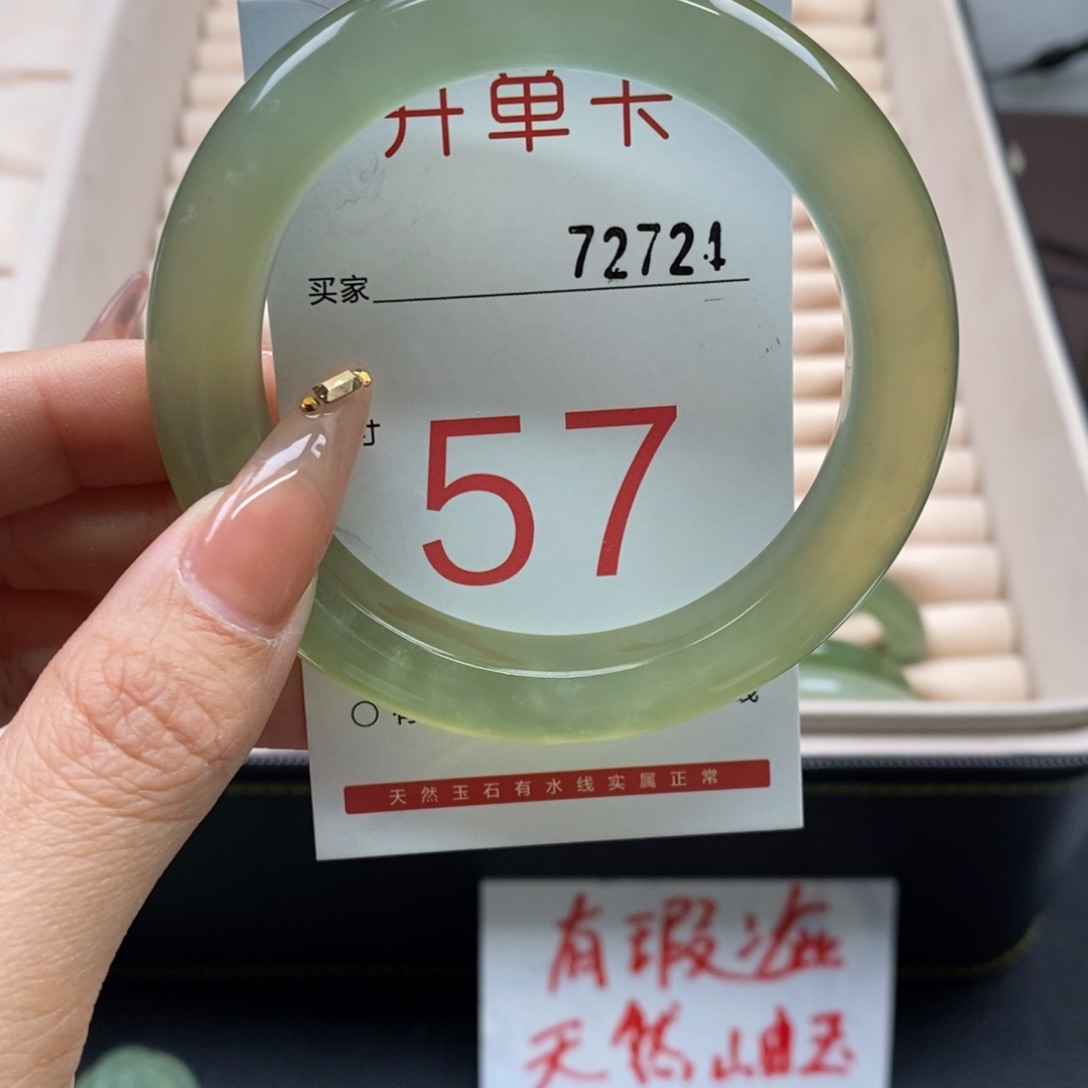 开单卡
买家 72721
寸 57
天然玉石有水线实属正常
有瑕疵
天然岫玉